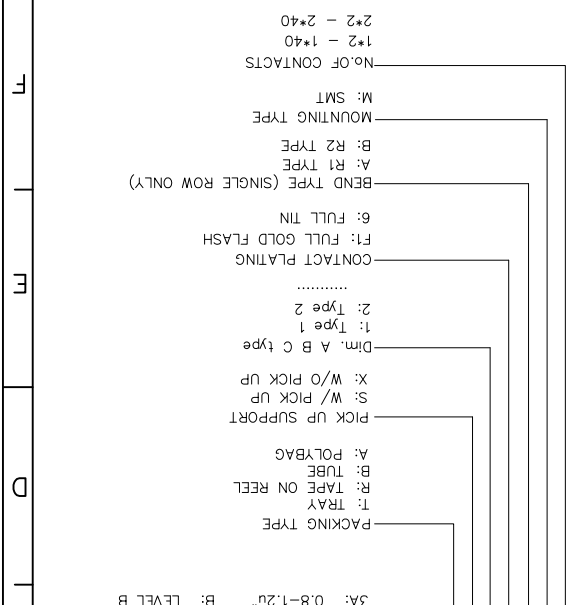 3A: 0.8-1.2u" B: LEVEL B
PACKING TYPE
T: TRAY
R: TAPE ON REEL
B: TUBE
A: POLYBAG
D
PICK UP SUPPORT
S: W/ PICK UP
X: W/O PICK UP
Dim. A B C type
1: Type 1
2: Type 2
...........
E
CONTACT PLATING
F1: FULL GOLD FLASH
6: FULL TIN
BEND TYPE (SINGLE ROW ONLY)
A: R1 TYPE
B: R2 TYPE
MOUNTING TYPE
M: SMT
F
No.OF CONTACTS
1*2 - 1*40
2*2 - 2*40